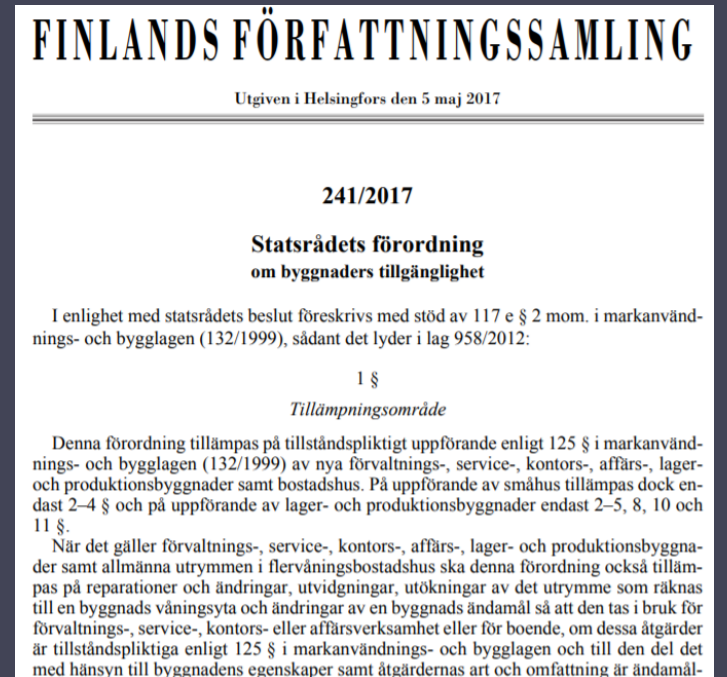 FINLANDS FÖRFATTNINGSSAMLING
Utgiven i Helsingfors den 5 maj 2017
241/2017
Statsrådets förordning
om byggnaders tillgänglighet
I enlighet med statsrådets beslut föreskrivs med stöd av 117 e § 2 mom. i markanvänd-
nings- och bygglagen (132/1999), sådant det lyder i lag 958/2012:
1 §
Tillämpningsområde
Denna förordning tillämpas på tillståndspliktigt uppförande enligt 125 § i markanvänd-
nings- och bygglagen (132/1999) av nya förvaltnings-, service-, kontors-, affärs-, lager-
och produktionsbyggnader samt bostadshus. På uppförande av småhus tillämpas dock en-
dast 2–4 § och på uppförande av lager- och produktionsbyggnader endast 2–5, 8, 10 och
11 §.
När det gäller förvaltnings-, service-, kontors-, affärs-, lager- och produktionsbyggna-
der samt allmänna utrymmen i flervåningsbostadshus ska denna förordning också tilläm-
pas på reparationer och ändringar, utvidgningar, utökningar av det utrymme som räknas
till en byggnads våningsyta och ändringar av en byggnads ändamål så att den tas i bruk för
förvaltnings-, service-, kontors- eller affärsverksamhet eller för boende, om dessa åtgärder
är tillståndspliktiga enligt 125 § i markanvändnings- och bygglagen och till den del det
med hänsyn till byggnadens egenskaper samt åtgärdernas art och omfattning är ändamål-